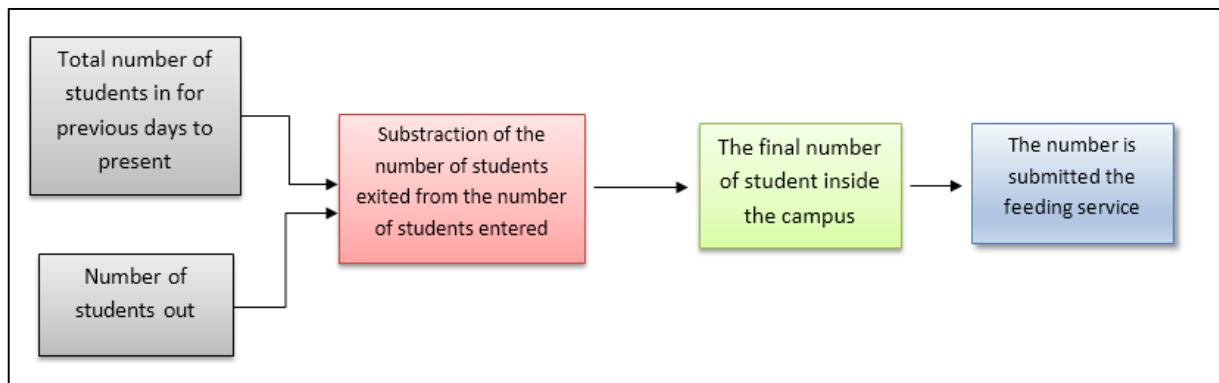 Total number of
students in for
previous days to
present
Number of
students out
Substraction of the
number of students
exited from the number
of students entered
The final number
of student inside
the campus
The number is
submitted the
feeding service